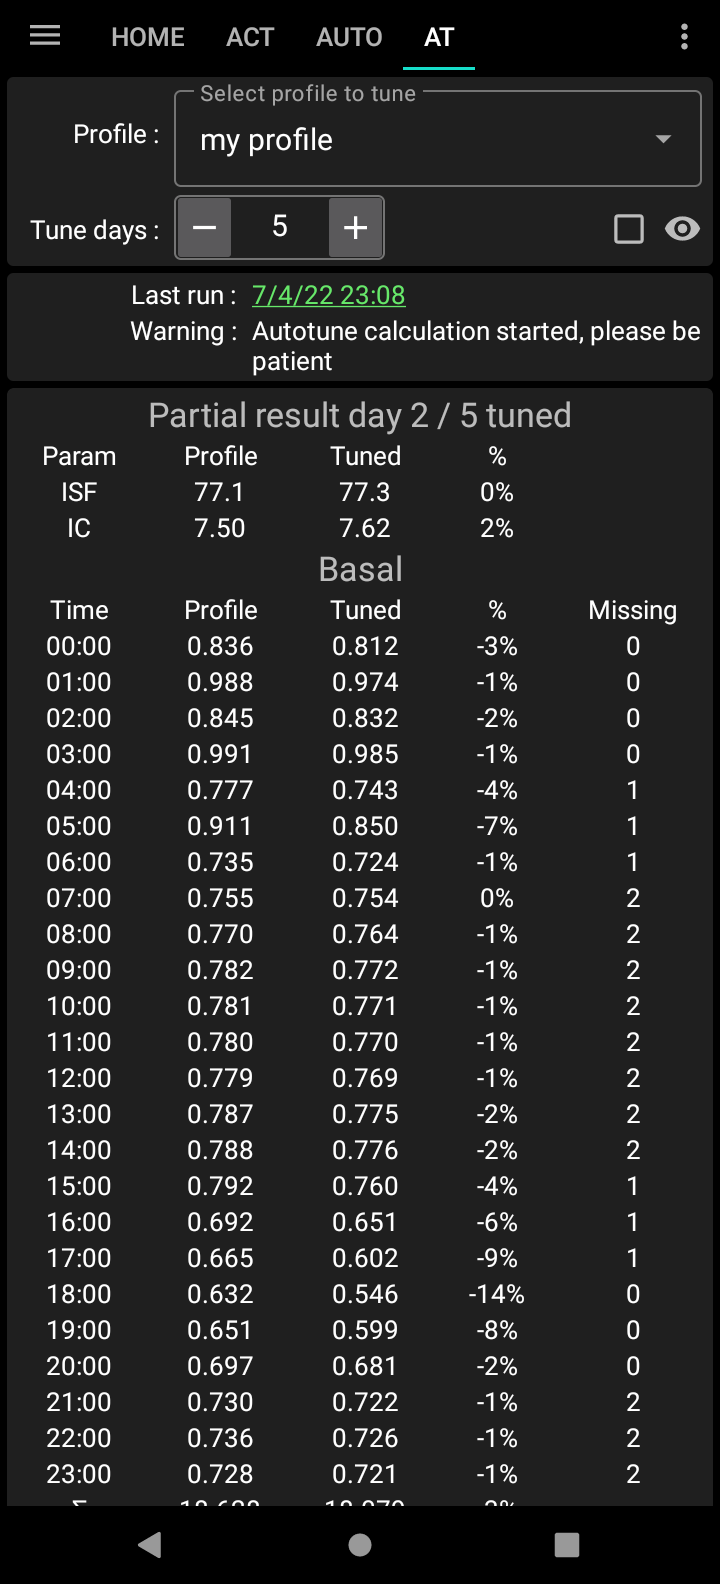 HOME ACT AUTO AT
Select profile to tune
Profile : my profile
Tune days : − 5 +
Last run : 7/4/22 23:08
Warning : Autotune calculation started, please be
patient
Partial result day 2 / 5 tuned
Param Profile Tuned %
ISF 77.1 77.3 0%
IC 7.50 7.62 2%
Basal
Time Profile Tuned % Missing
00:00 0.836 0.812 -3% 0
01:00 0.988 0.974 -1% 0
02:00 0.845 0.832 -2% 0
03:00 0.991 0.985 -1% 0
04:00 0.777 0.743 -4% 1
05:00 0.911 0.850 -7% 1
06:00 0.735 0.724 -1% 1
07:00 0.755 0.754 0% 2
08:00 0.770 0.764 -1% 2
09:00 0.782 0.772 -1% 2
10:00 0.781 0.771 -1% 2
11:00 0.780 0.770 -1% 2
12:00 0.779 0.769 -1% 2
13:00 0.787 0.775 -2% 2
14:00 0.788 0.776 -2% 2
15:00 0.792 0.760 -4% 1
16:00 0.692 0.651 -6% 1
17:00 0.665 0.602 -9% 1
18:00 0.632 0.546 -14% 0
19:00 0.651 0.599 -8% 0
20:00 0.697 0.681 -2% 0
21:00 0.730 0.722 -1% 2
22:00 0.736 0.726 -1% 2
23:00 0.728 0.721 -1% 2